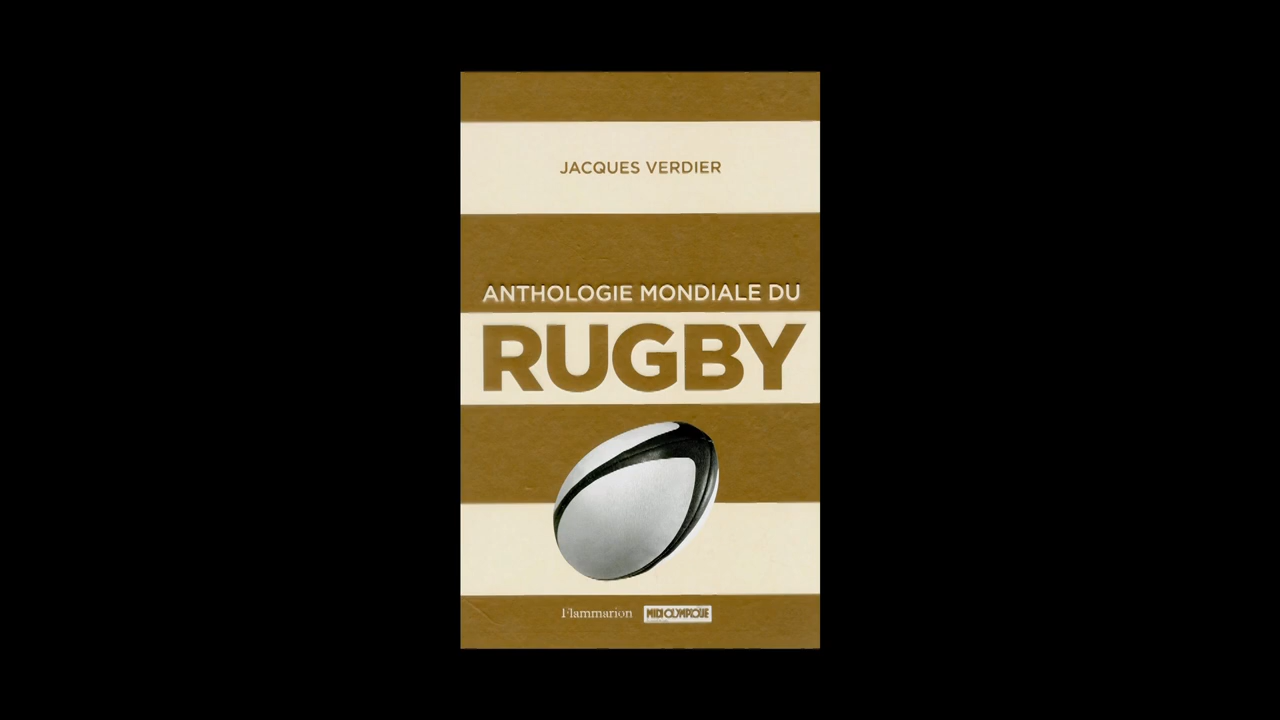 JACQUES VERDIER
ANTHOLOGIE MONDIALE DU
RUGBY
Flammarion MIDI OLYMPIQUE